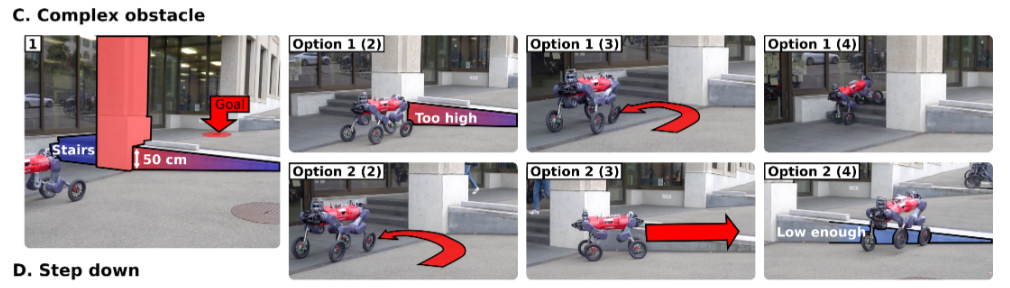 C. Complex obstacle
1
Goal
Stairs
50 cm
Option 1 (2)
Too high
Option 1 (3)
Option 1 (4)
Option 2 (2)
Option 2 (3)
Option 2 (4)
Low enough
D. Step down